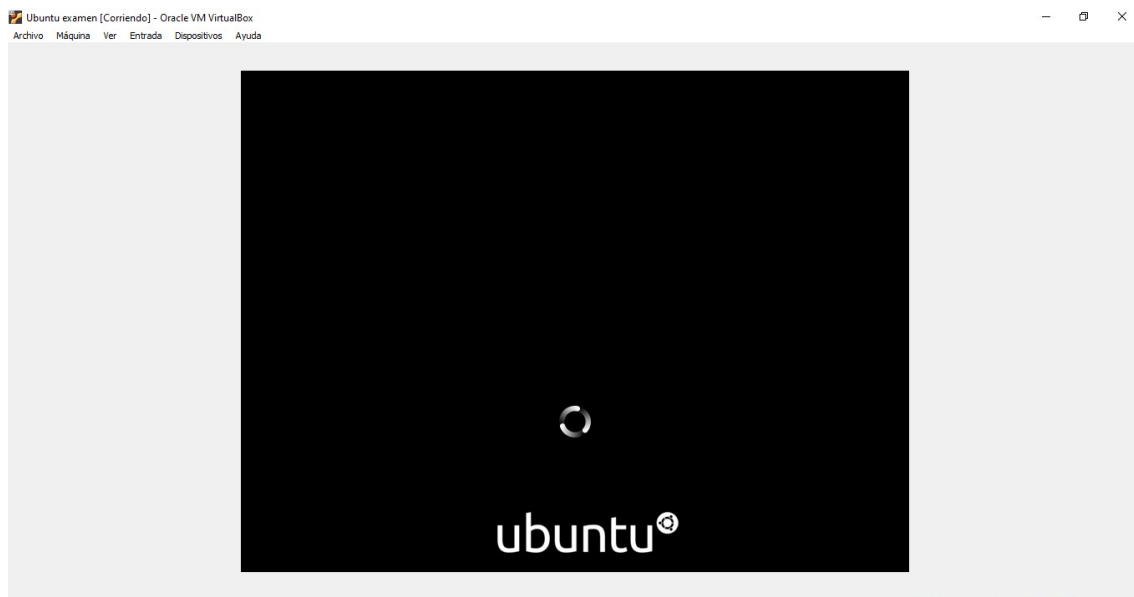 Ubuntu examen [Corriendo] - Oracle VM VirtualBox
Archivo Máquina Ver Entrada Dispositivos Ayuda
ubuntu